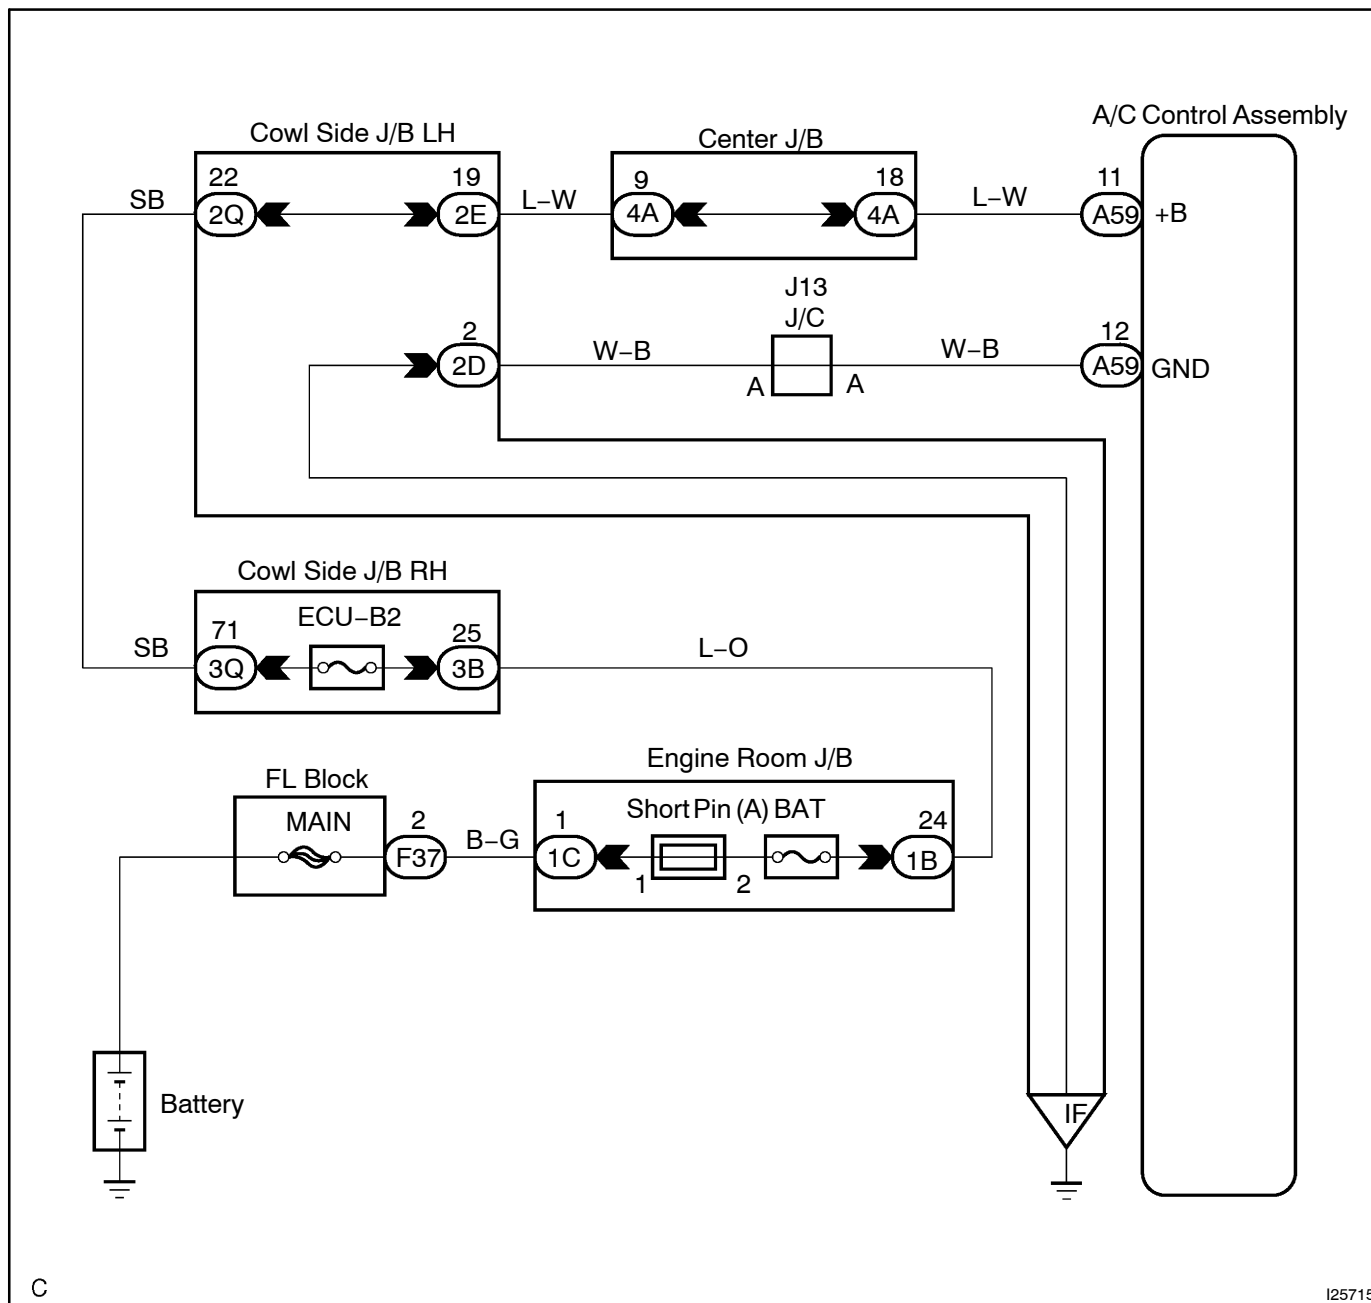 A/C Control Assembly
Cowl Side J/B LH
Center J/B
22
19
9
18
11
SB
2Q
2E
L–W
4A
4A
L–W
A59
+B
J13
J/C
2
12
2D
W–B
W–B
A59
GND
A
A
Cowl Side J/B RH
ECU–B2
71
25
SB
3Q
3B
L–O
Engine Room J/B
FL Block
Short Pin (A) BAT
MAIN
2
1
24
B–G
F37
1C
1B
1
2
Battery
IF
C
I25715